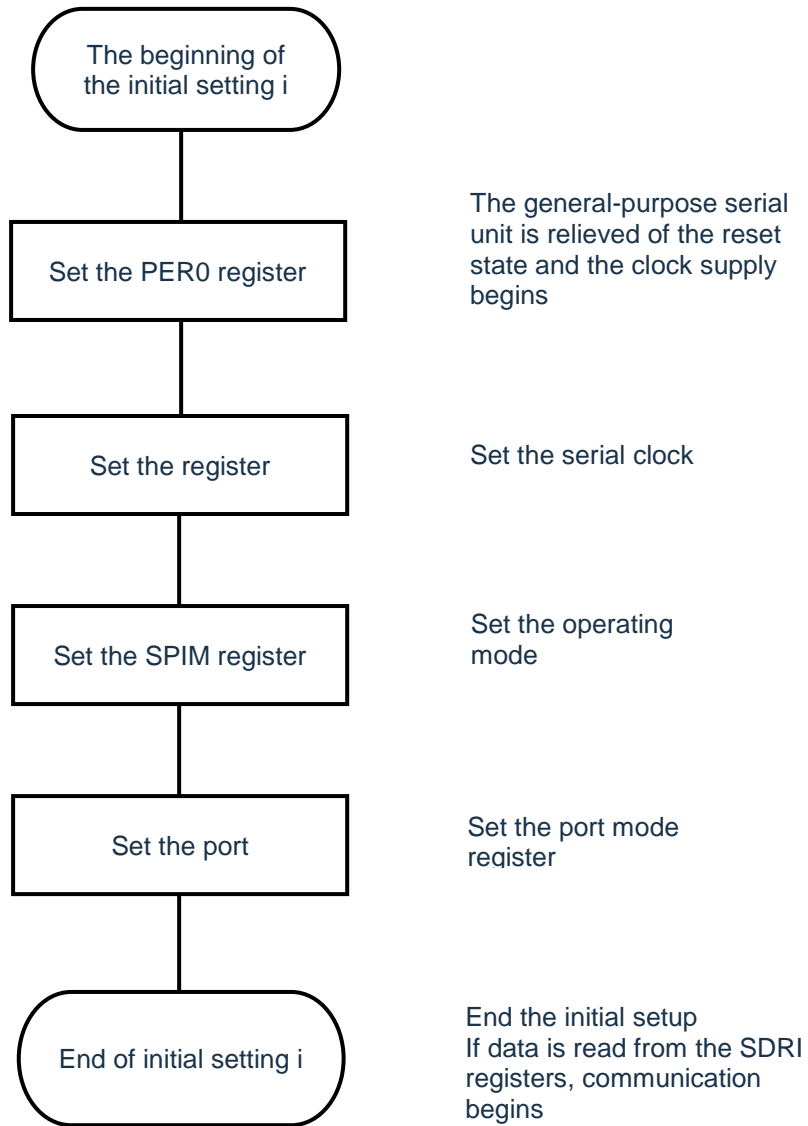 The beginning of
the initial setting i
The general-purpose serial
unit is relieved of the reset
state and the clock supply
begins
Set the PER0 register
Set the register
Set the serial clock
Set the SPIM register
Set the operating
mode
Set the port
Set the port mode
register
End of initial setting i
End the initial setup
If data is read from the SDRI
registers, communication
begins